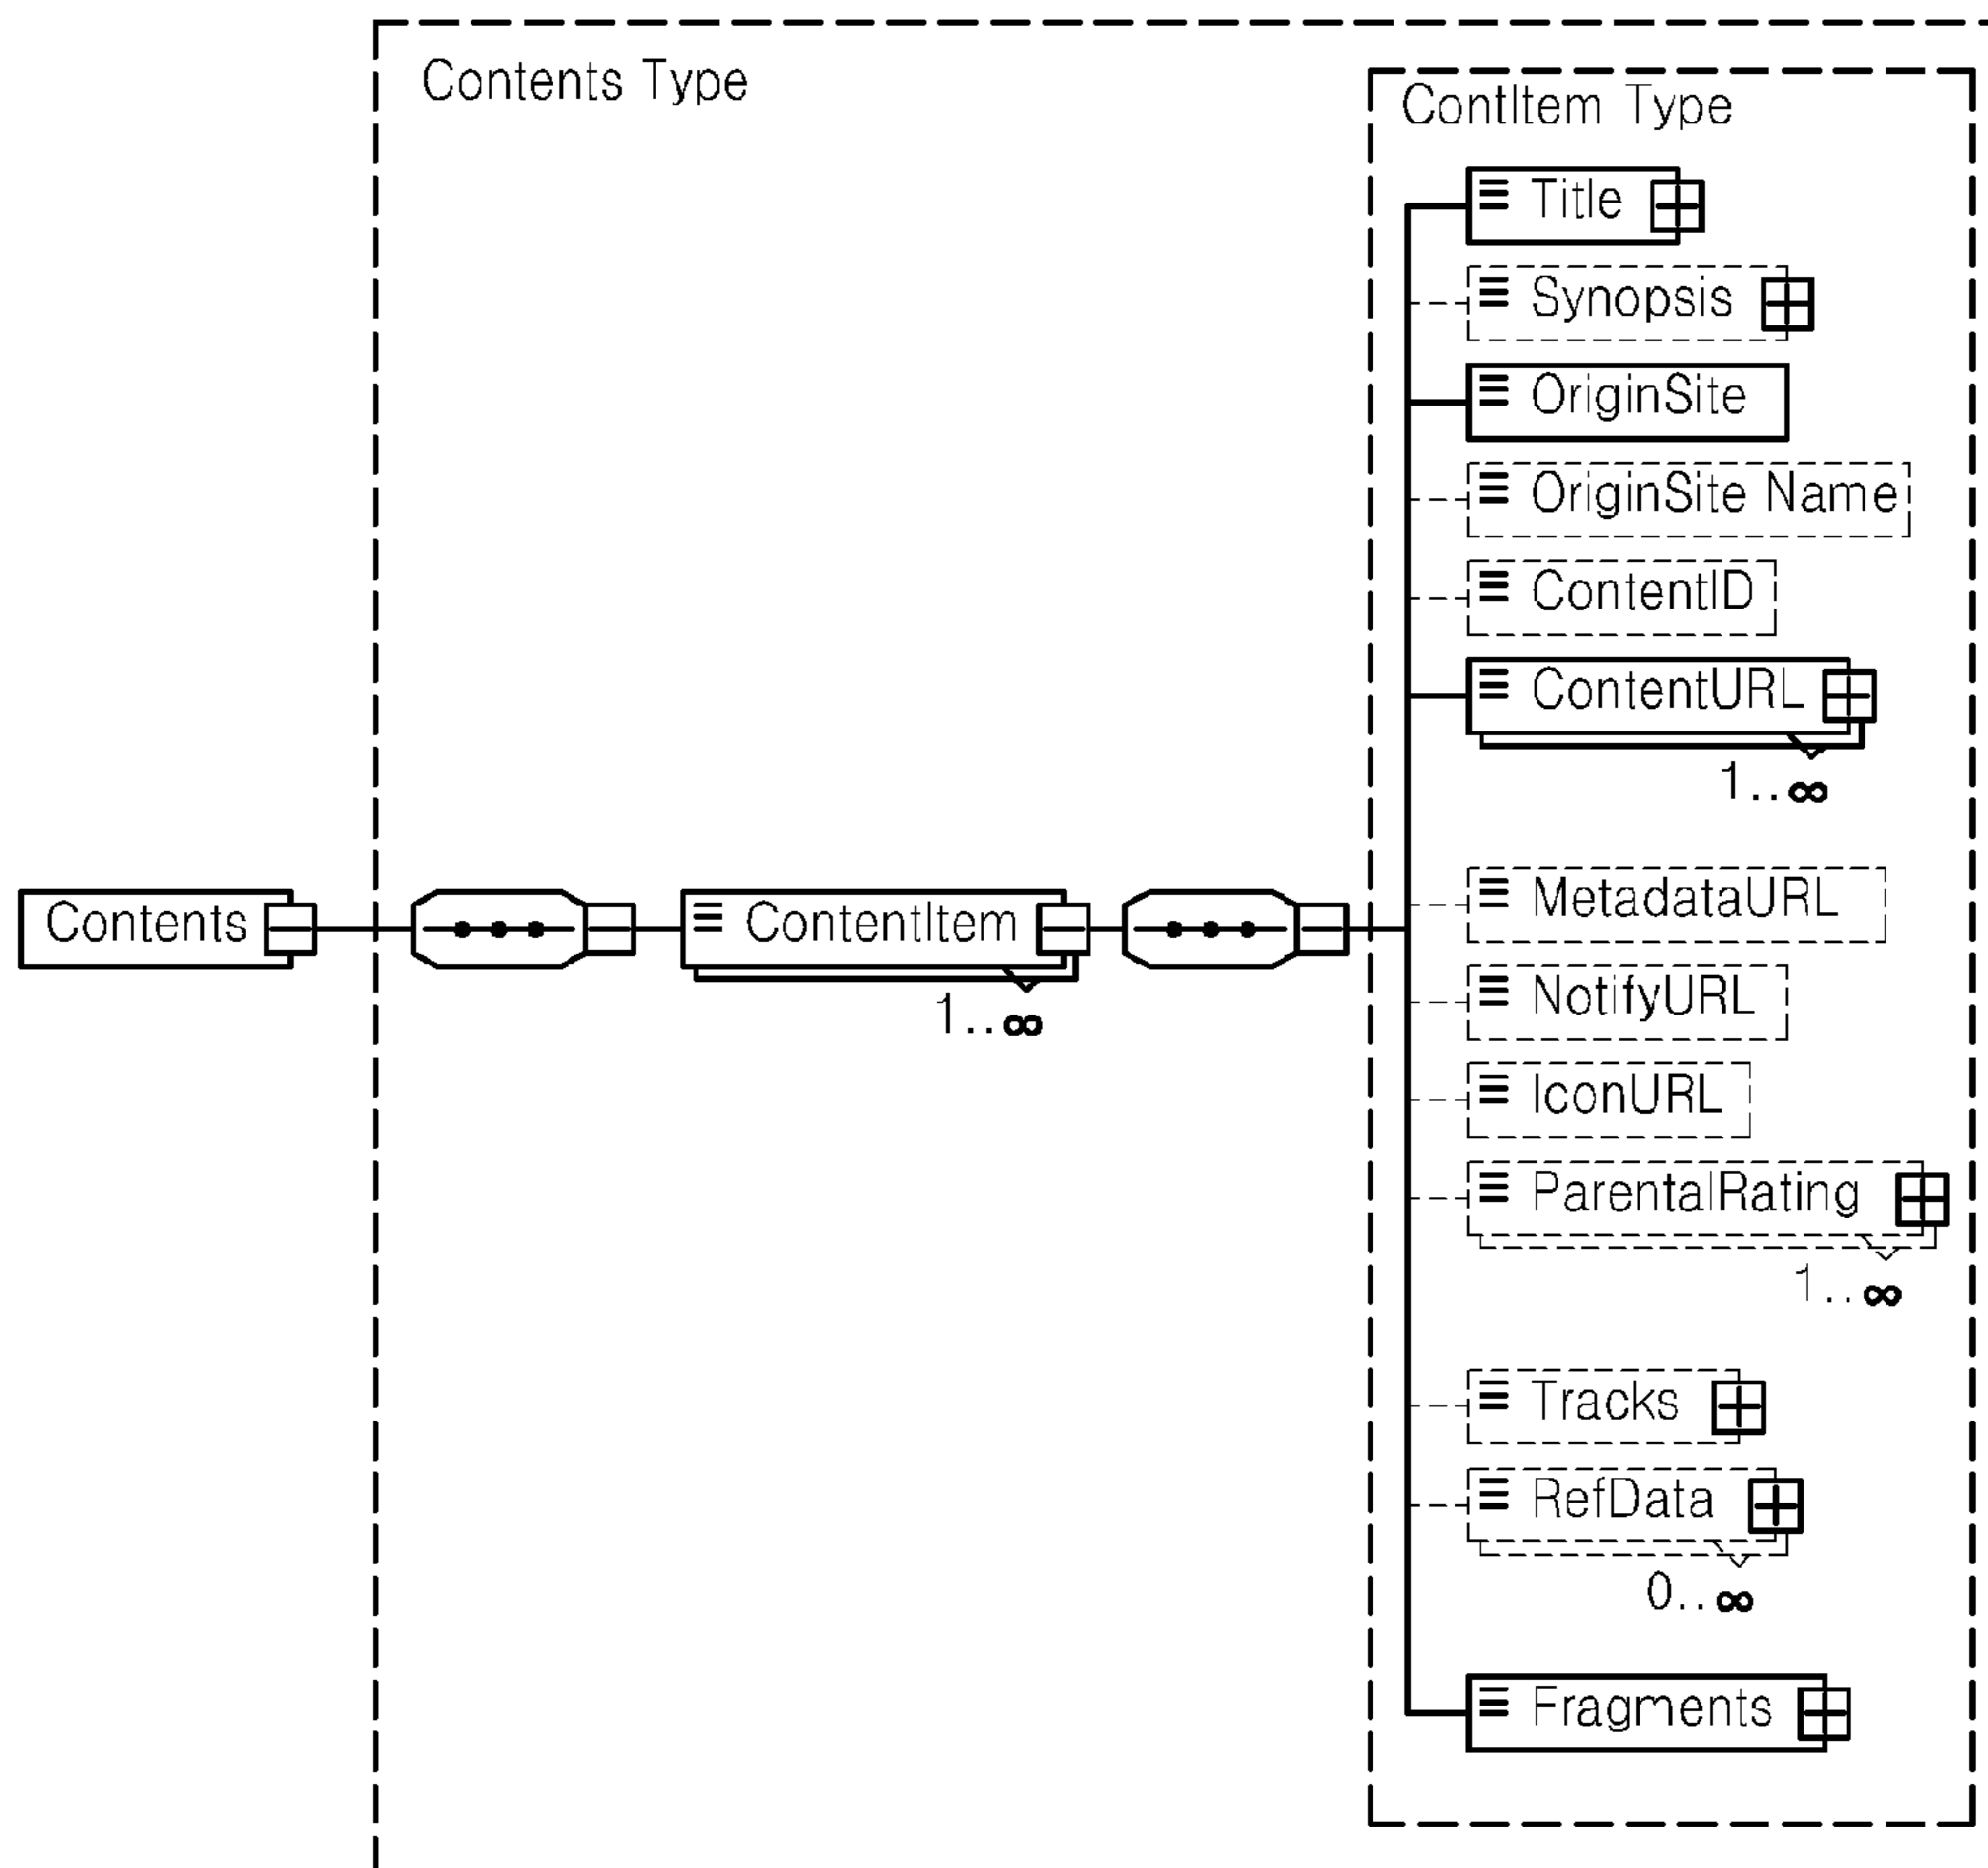 Contents Type
ContItem Type
Title
Synopsis
OriginSite
OriginSite Name
ContentID
ContentURL
1..∞
Contents
ContentItem
1..∞
MetadataURL
NotifyURL
IconURL
ParentalRating
1..∞
Tracks
RefData
0..∞
Fragments